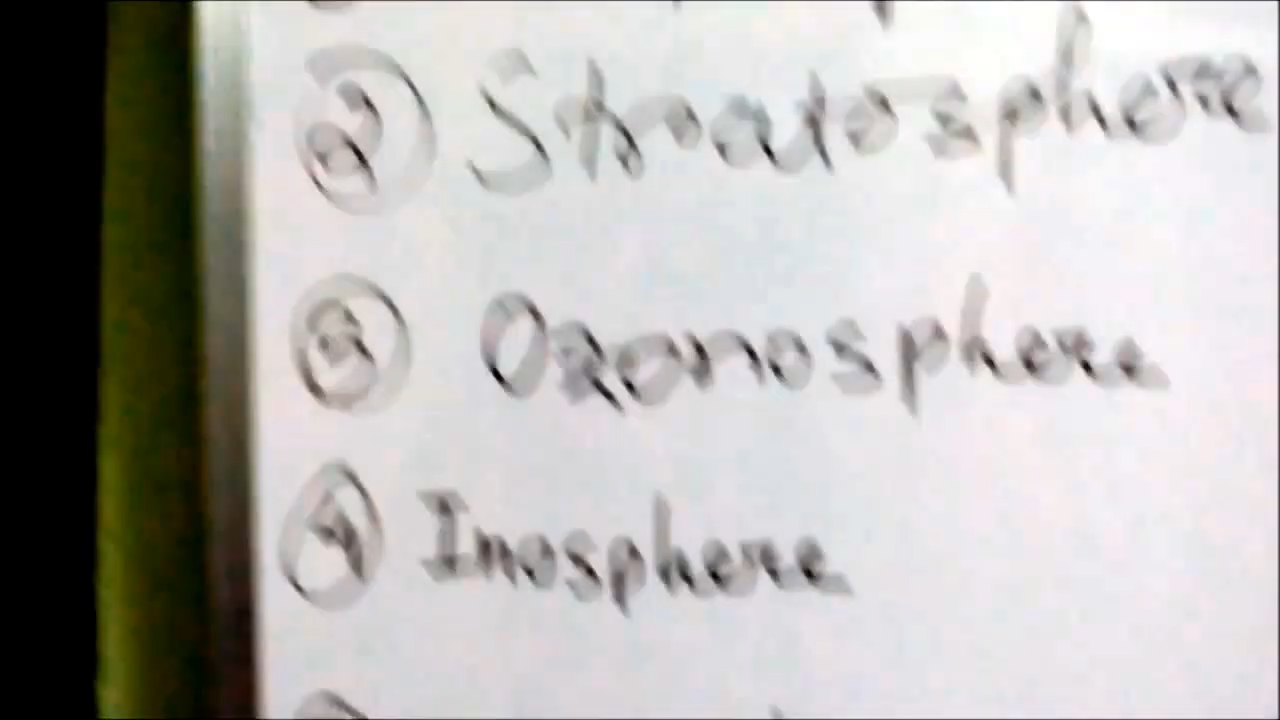 ② Stratosphere
③ Ozonosphere
④ Inosphere